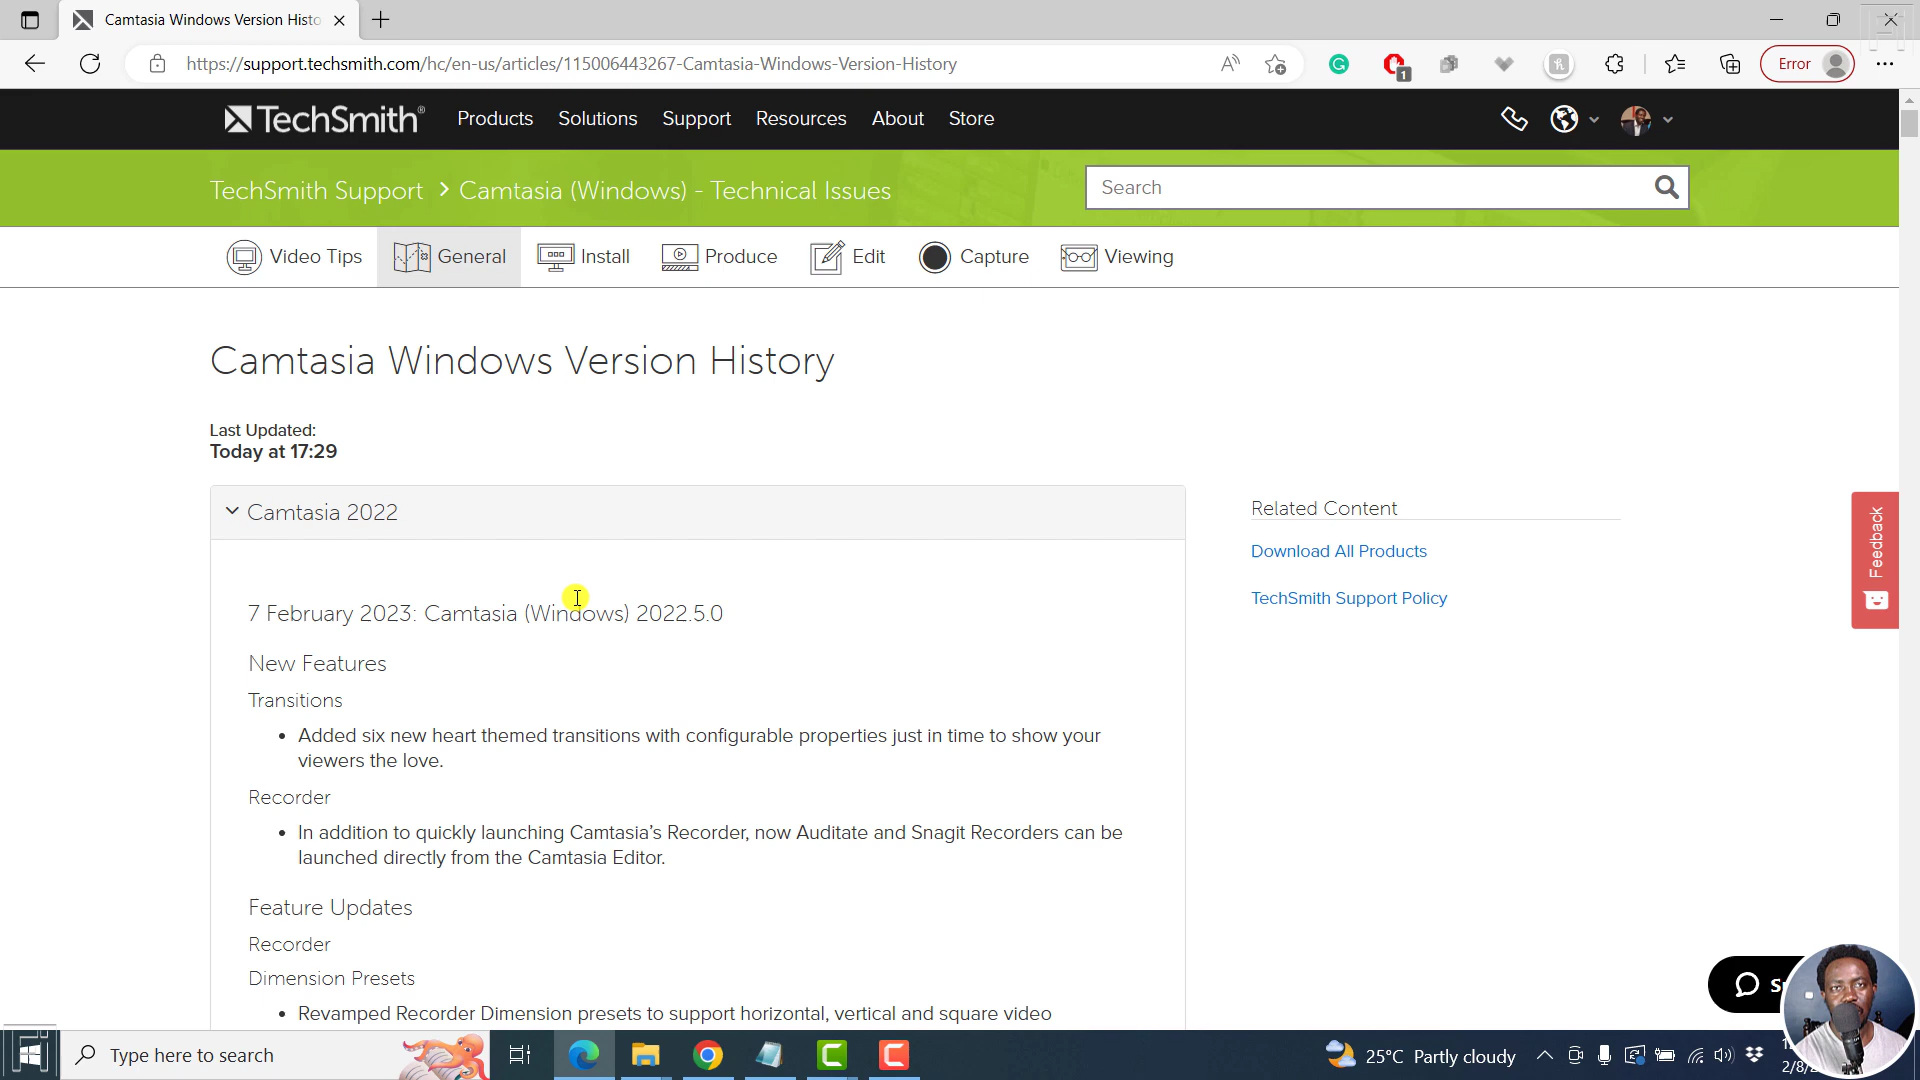 Camtasia Windows Version Histo
https://support.techsmith.com/hc/en-us/articles/115006443267-Camtasia-Windows-Version-History
1
Error
TechSmith®
Products
Solutions
Support
Resources
About
Store
TechSmith Support > Camtasia (Windows) - Technical Issues
Search
Video Tips
General
Install
Produce
Edit
Capture
Viewing
Camtasia Windows Version History
Last Updated:
Today at 17:29
Camtasia 2022
Related Content
Download All Products
TechSmith Support Policy
Feedback
7 February 2023: Camtasia (Windows) 2022.5.0
New Features
Transitions
• Added six new heart themed transitions with configurable properties just in time to show your
viewers the love.
Recorder
• In addition to quickly launching Camtasia's Recorder, now Auditate and Snagit Recorders can be
launched directly from the Camtasia Editor.
Feature Updates
Recorder
Dimension Presets
• Revamped Recorder Dimension presets to support horizontal, vertical and square video
Type here to search
25°C Partly cloudy